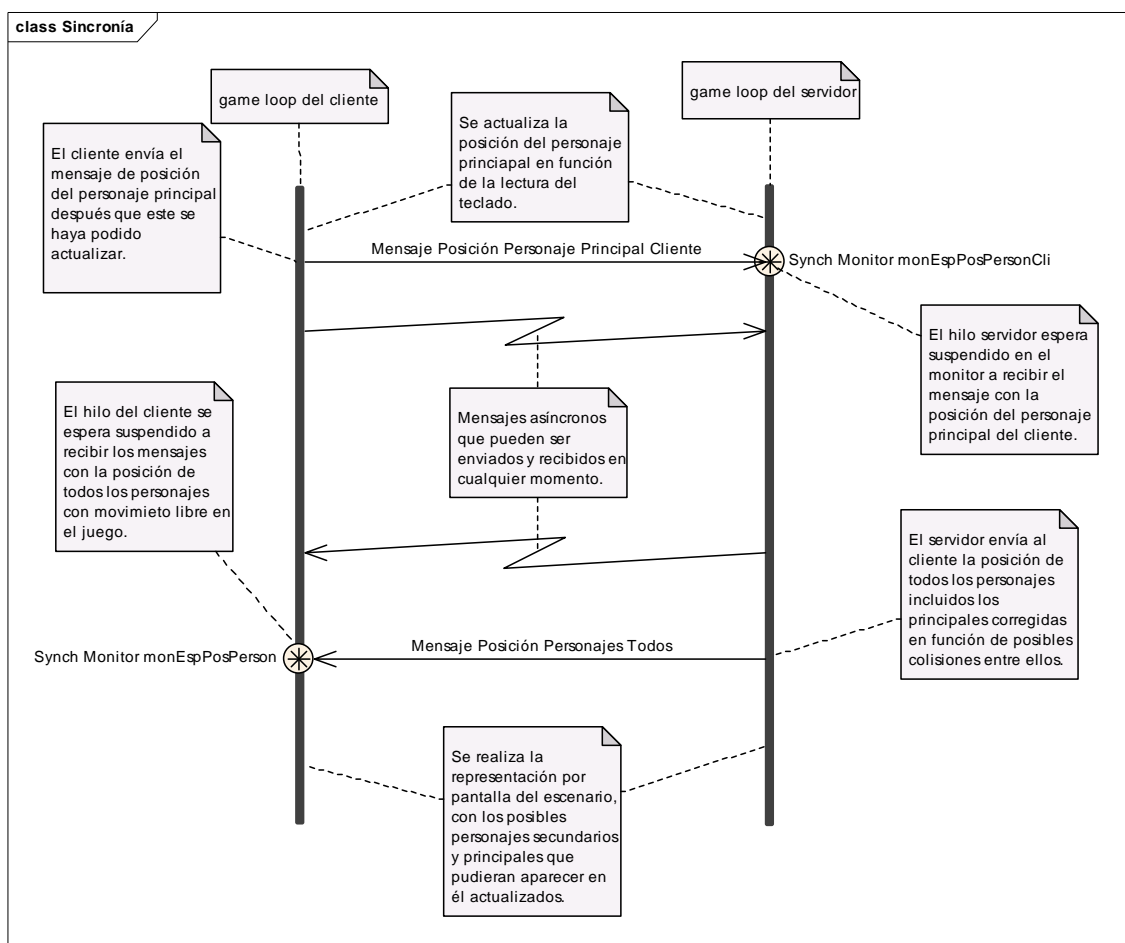 class Sincronía
game loop del cliente
game loop del servidor
El cliente envía el
mensaje de posición
del personaje principal
después que este se
haya podido
actualizar.
Se actualiza la
posición del personaje
princiapal en función
de la lectura del
teclado.
Mensaje Posición Personaje Principal Cliente
Synch Monitor monEspPosPersonCli
El hilo servidor espera
suspendido en el
monitor a recibir el
mensaje con la
posición del personaje
principal del cliente.
El hilo del cliente se
espera suspendido a
recibir los mensajes
con la posición de
todos los personajes
con movimieto libre en
el juego.
Mensajes asíncronos
que pueden ser
enviados y recibidos en
cualquier momento.
El servidor envía al
cliente la posición de
todos los personajes
incluidos los
principales corregidas
en función de posibles
colisiones entre ellos.
Synch Monitor monEspPosPerson
Mensaje Posición Personajes Todos
Se realiza la
representación por
pantalla del escenario,
con los posibles
personajes secundarios
y principales que
pudieran aparecer en
él actualizados.